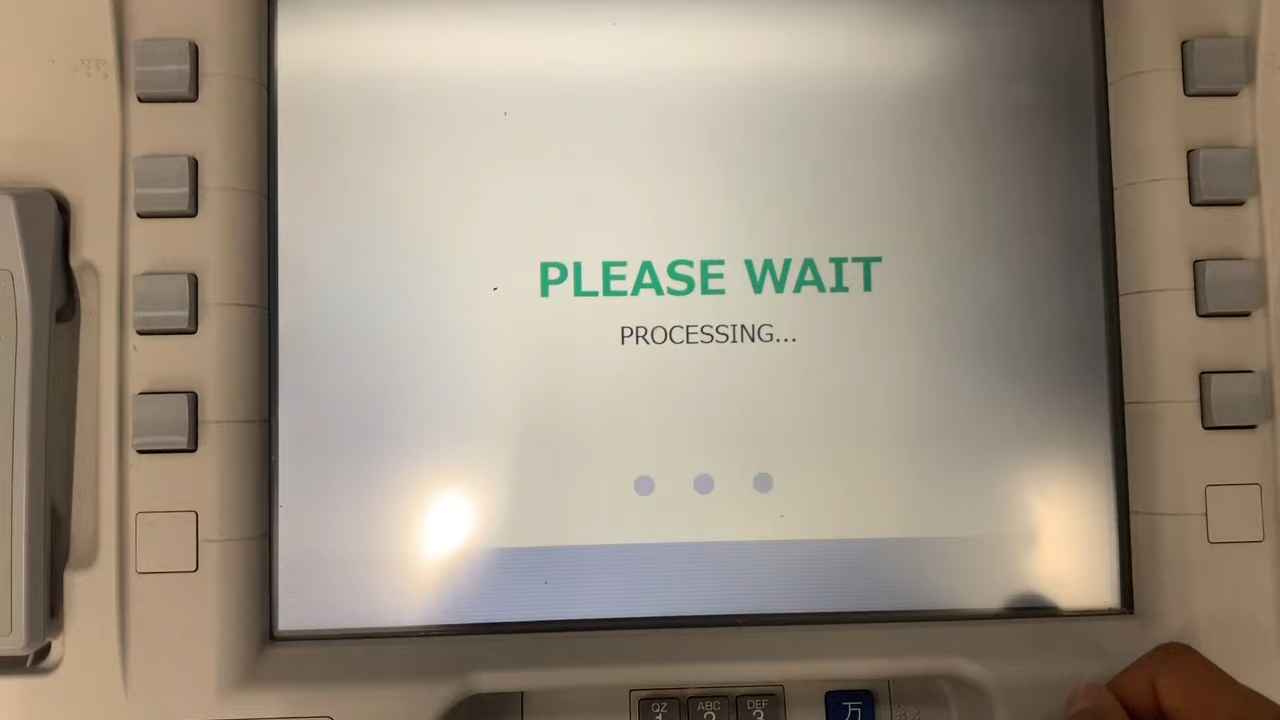 PLEASE WAIT
PROCESSING...
QZ ABC DEF
1 2 3 万